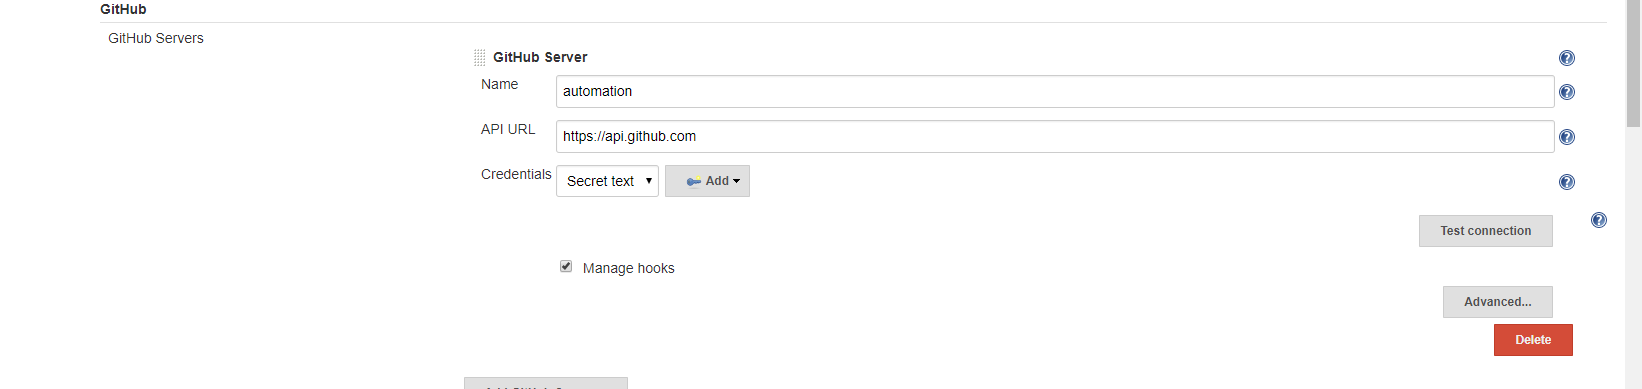 GitHub
GitHub Servers
GitHub Server
Name
automation
API URL
https://api.github.com
Credentials
Secret text
Add
Test connection
Manage hooks
Advanced...
Delete